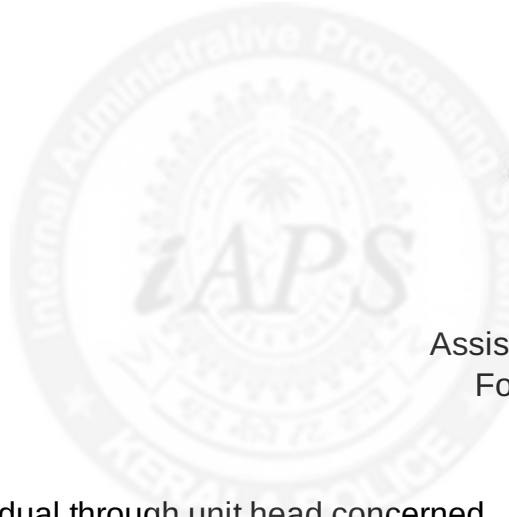 Internal Administrative Processing
iAPS
Assis
Fo
KERALA POLICE
dual through unit head concerned